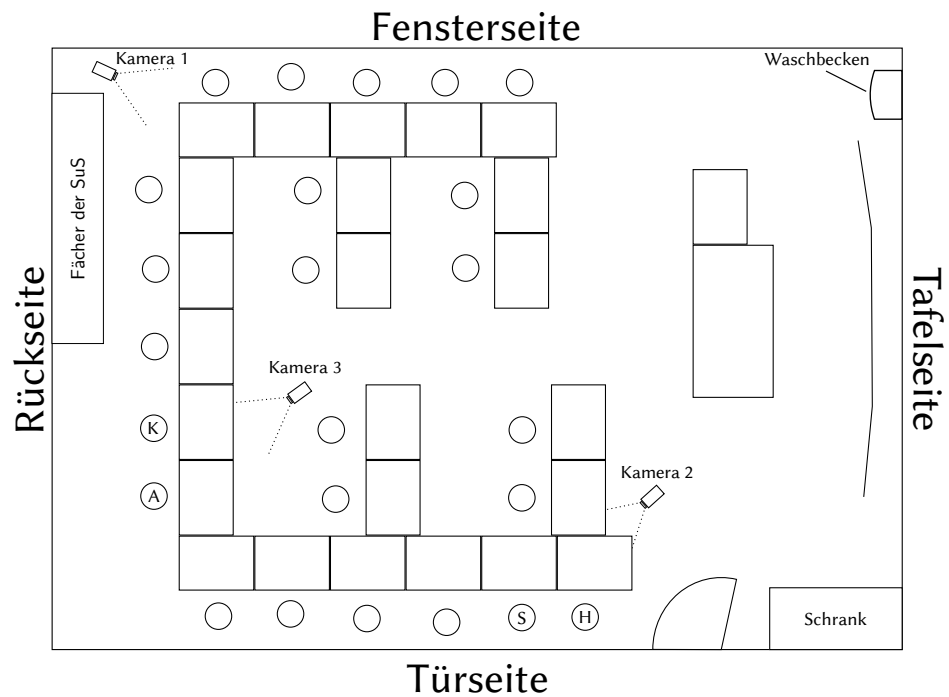 Fensterseite
Kamera 1
Waschbecken
Fächer der SuS
Rückseite
Tafelseite
Kamera 3
K
Kamera 2
A
S
H
Schrank
Türseite